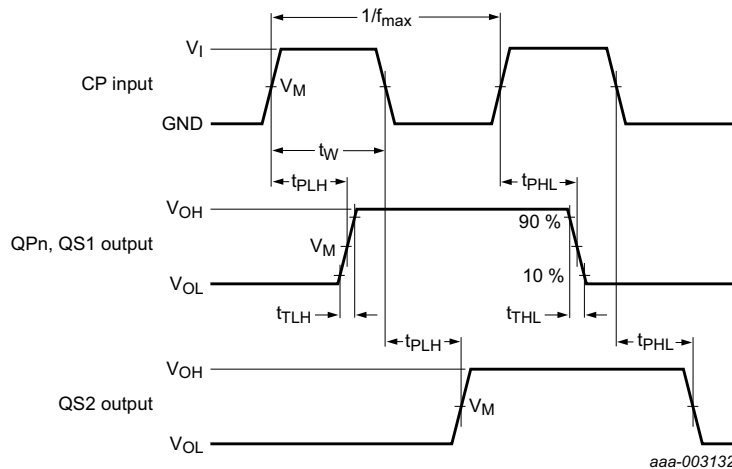 1/fmax
VI
CP input
VM
GND
tW
tPLH
tPHL
VOH
90 %
QPn, QS1 output
VM
10 %
VOL
tTLH
tTHL
tPLH
tPHL
VOH
QS2 output
VM
VOL
aaa-003132